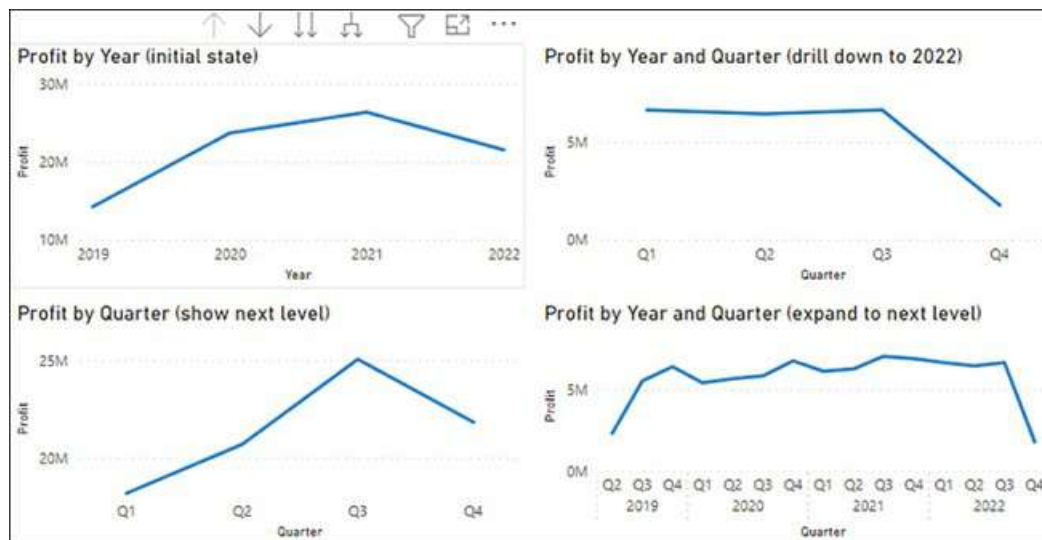 Profit by Year (initial state)
30M
20M
10M
Profit
2019 2020 2021 2022
Year
Profit by Year and Quarter (drill down to 2022)
5M
0M
Profit
Q1 Q2 Q3 Q4
Quarter
Profit by Quarter (show next level)
25M
20M
Profit
Q1 Q2 Q3 Q4
Quarter
Profit by Year and Quarter (expand to next level)
5M
0M
Profit
Q2 Q3 Q4 Q1 Q2 Q3 Q4 Q1 Q2 Q3 Q4 Q1 Q2 Q3 Q4
2019 2020 2021 2022
Quarter